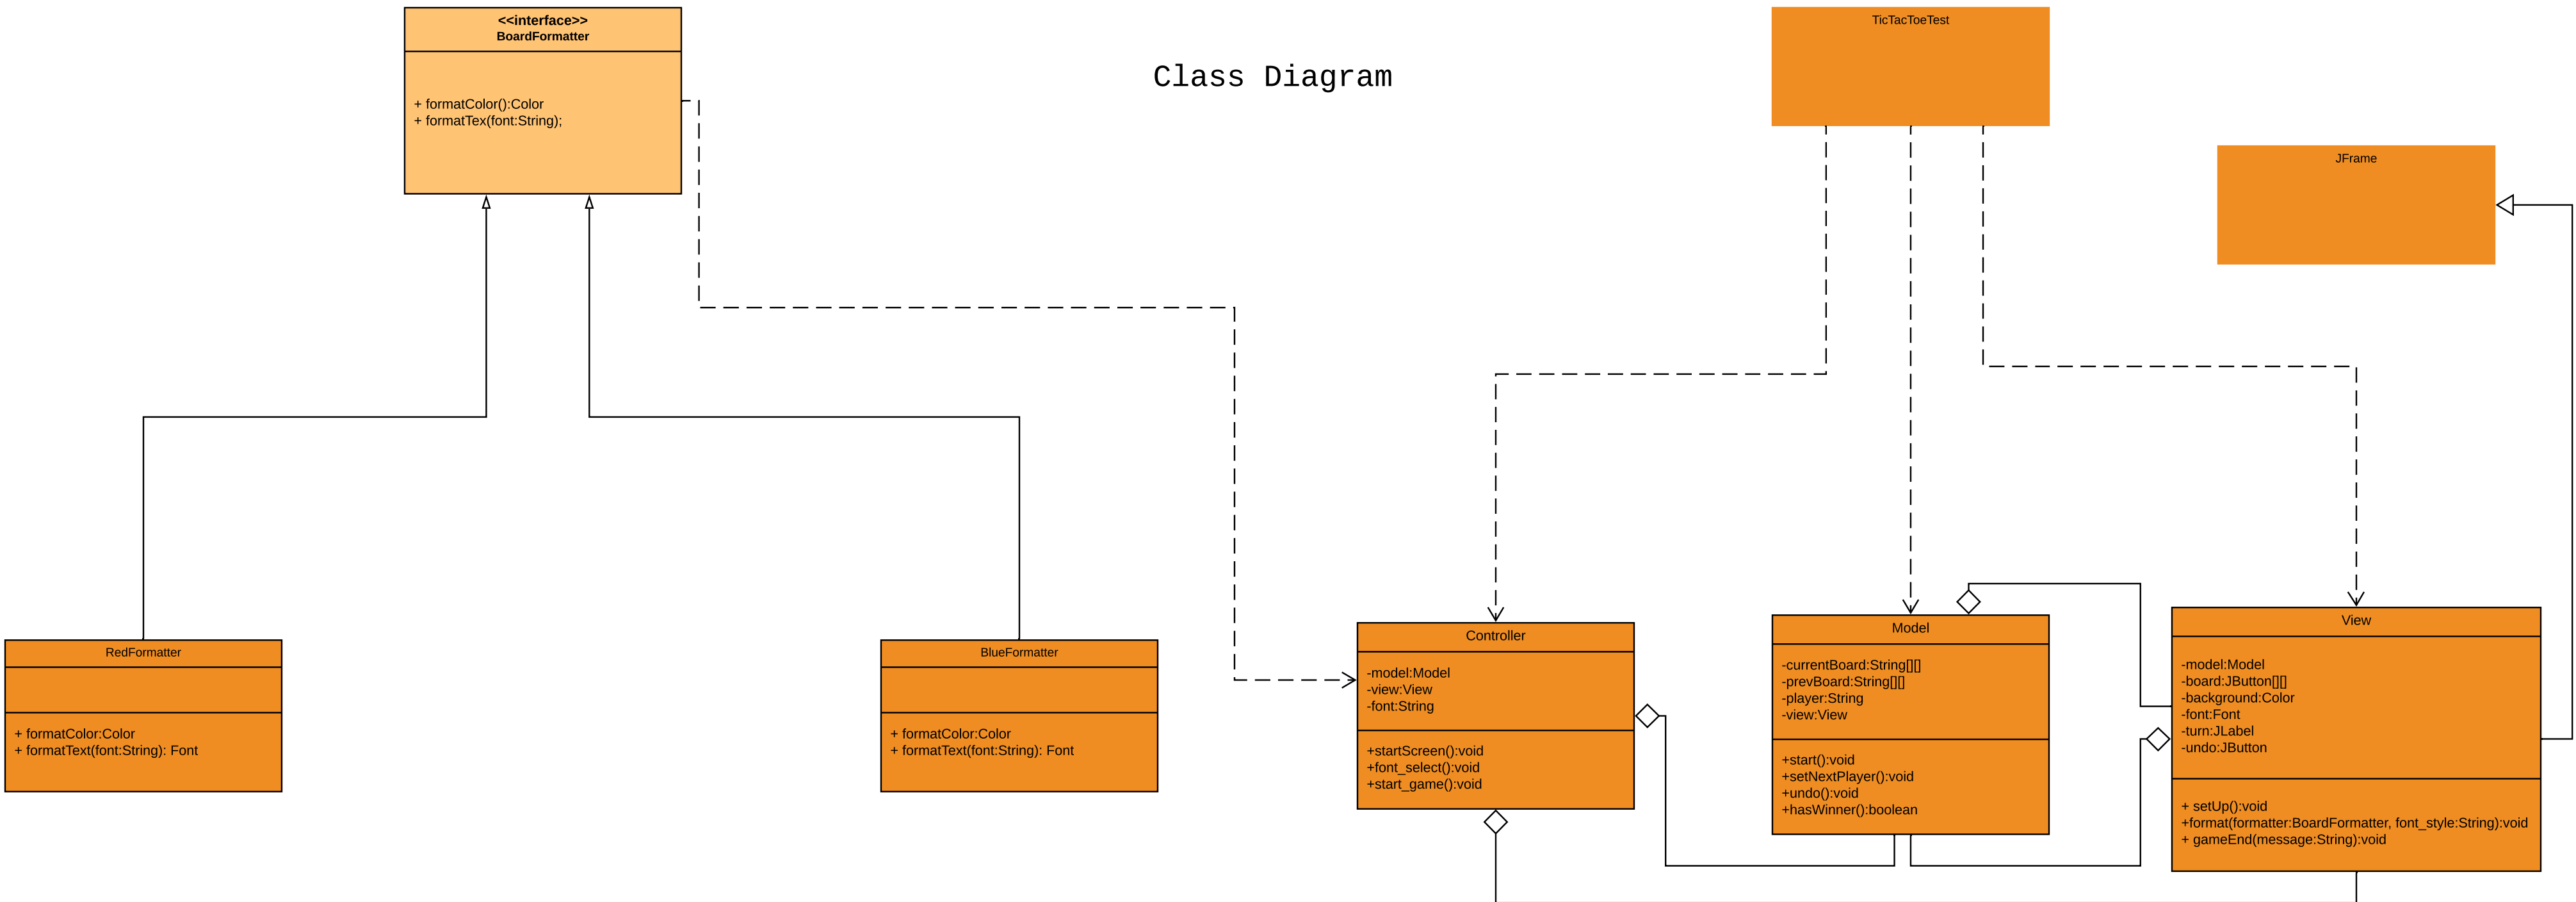 <<interface>>
BoardFormatter
+ formatColor():Color
+ formatTex(font:String);
Class Diagram
TicTacToeTest
JFrame
RedFormatter
+ formatColor:Color
+ formatText(font:String): Font
BlueFormatter
+ formatColor:Color
+ formatText(font:String): Font
Controller
-model:Model
-view:View
-font:String
+startScreen():void
+font_select():void
+start_game():void
Model
-currentBoard:String[][]
-prevBoard:String[][]
-player:String
-view:View
+start():void
+setNextPlayer():void
+undo():void
+hasWinner():boolean
View
-model:Model
-board:JButton[][]
-background:Color
-font:Font
-turn:JLabel
-undo:JButton
+ setUp():void
+format(formatter:BoardFormatter, font_style:String):void
+ gameEnd(message:String):void